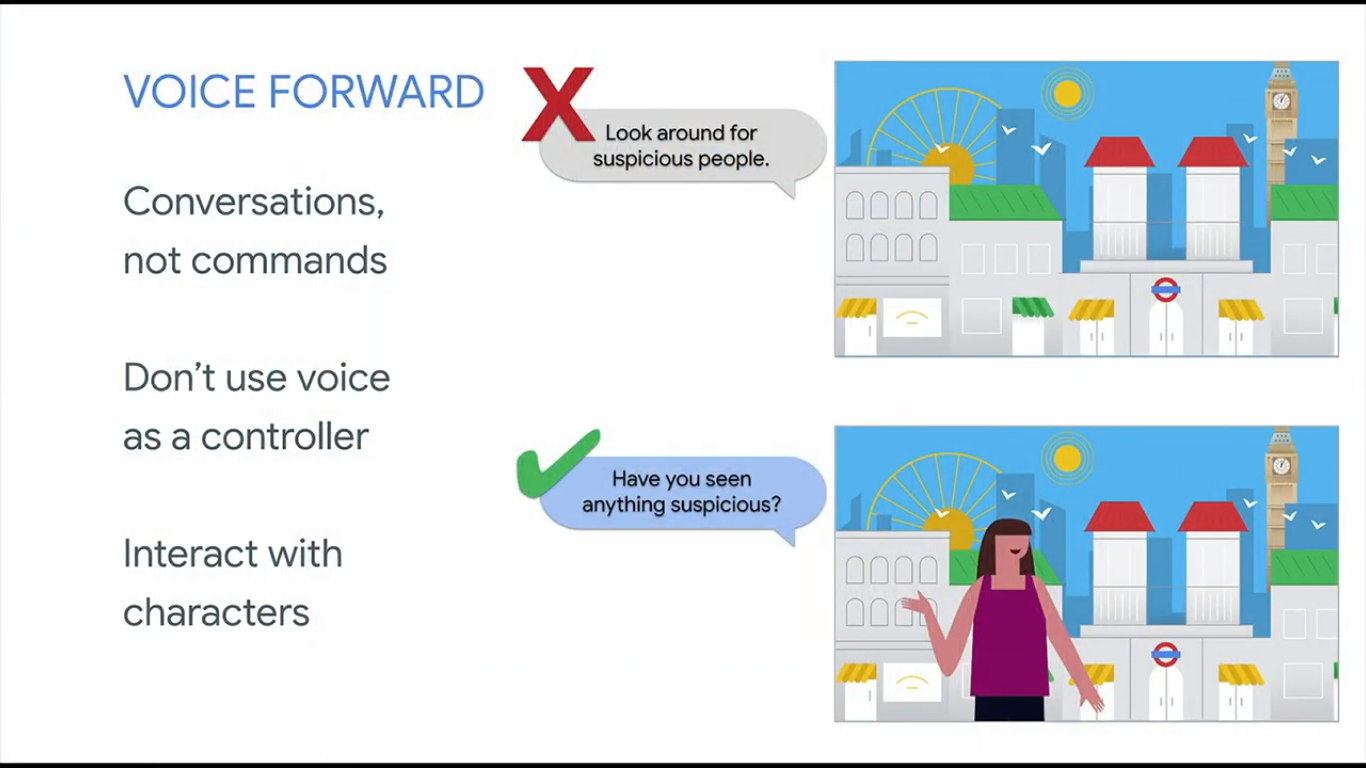 VOICE FORWARD
Conversations,
not commands
Don’t use voice
as a controller
Interact with
characters
X
Look around for
suspicious people.
Have you seen
anything suspicious?